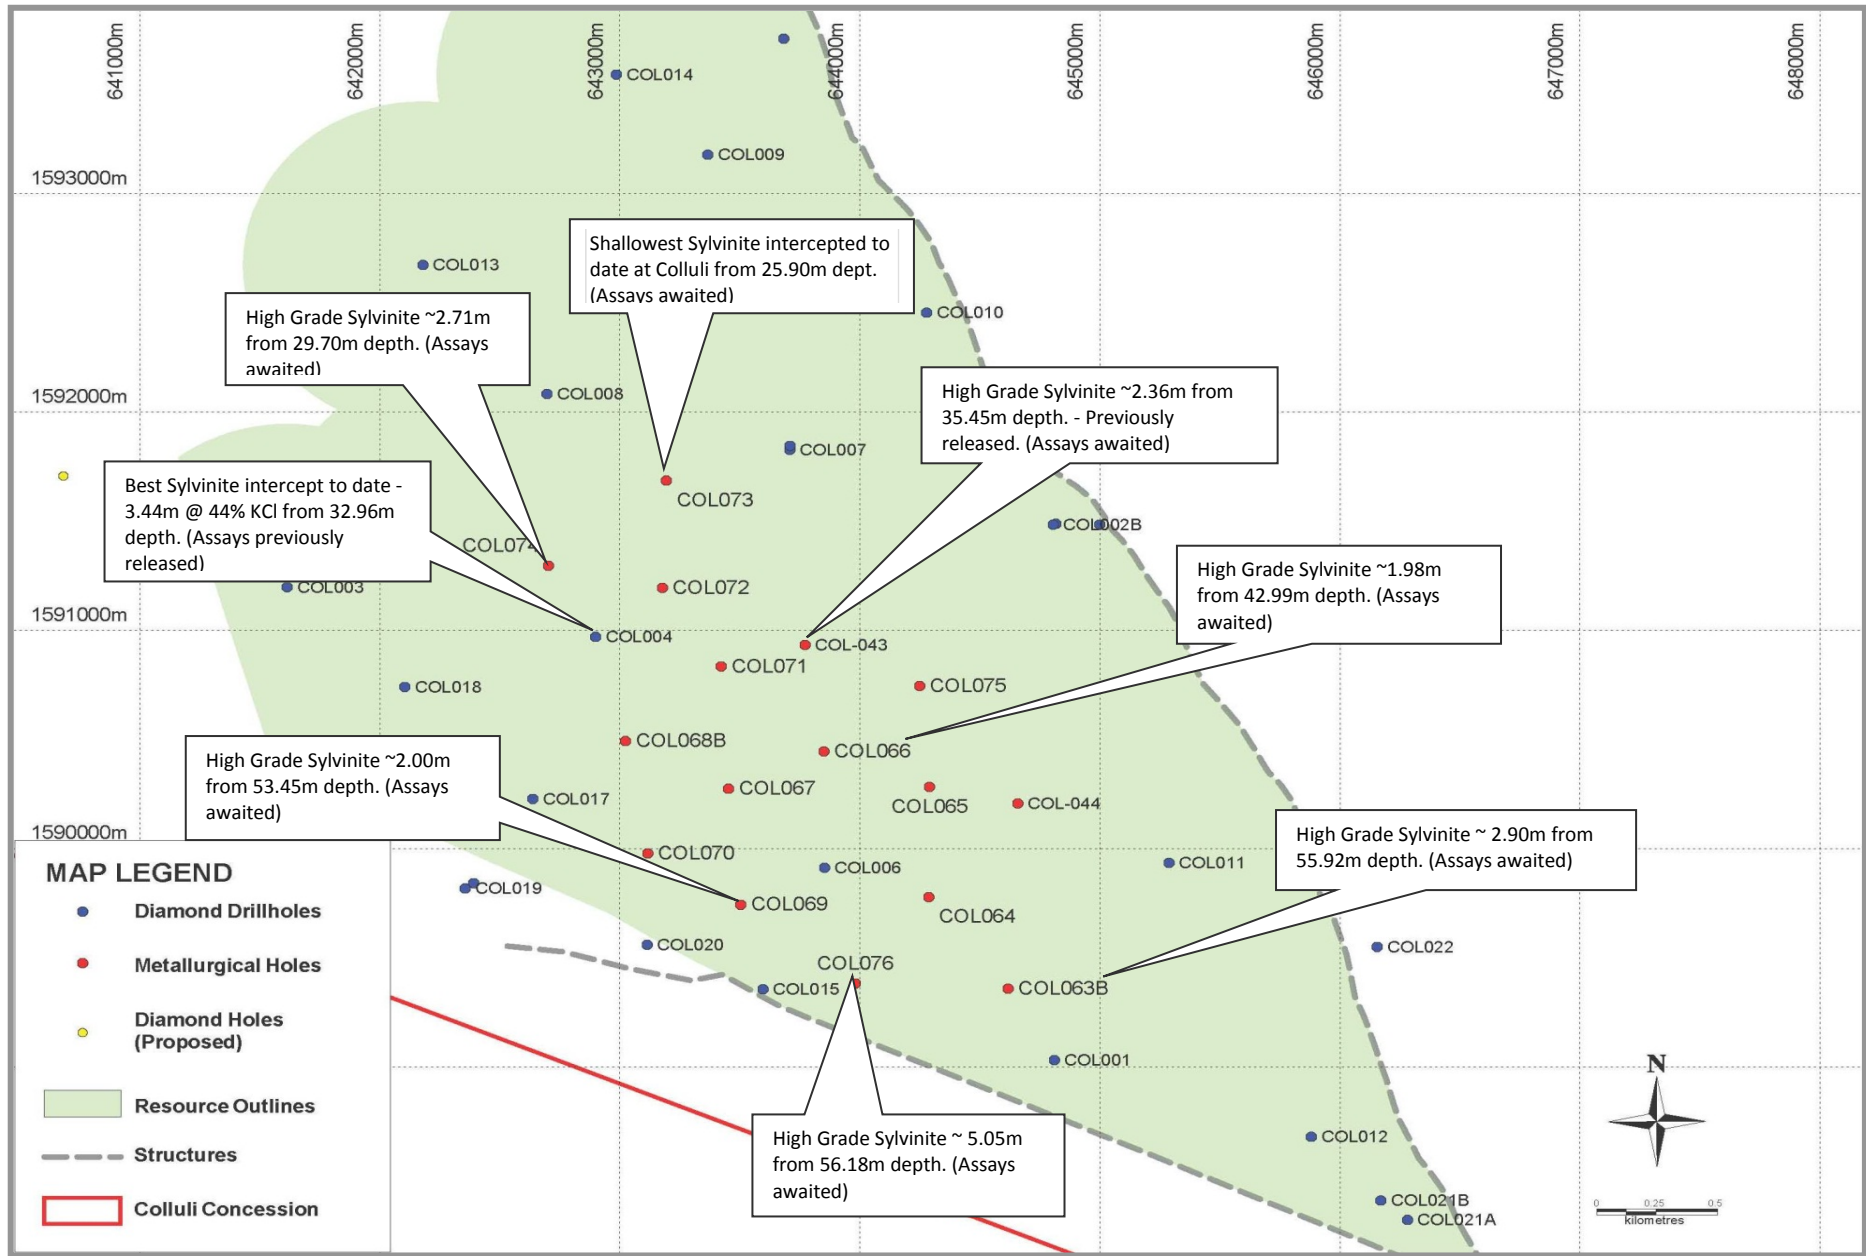 641000m
642000m
643000m
644000m
645000m
646000m
647000m
648000m
COL014
COL009
1593000m
Shallowest Sylvinite intercepted to
date at Colluli from 25.90m dept.
(Assays awaited)
COL013
COL010
High Grade Sylvinite ~2.71m
from 29.70m depth. (Assays
awaited)
High Grade Sylvinite ~2.36m from
35.45m depth. - Previously
released. (Assays awaited)
COL008
1592000m
COL007
Best Sylvinite intercept to date -
3.44m @ 44% KCl from 32.96m
depth. (Assays previously
released)
COL073
COL002B
COL074
High Grade Sylvinite ~1.98m
from 42.99m depth. (Assays
awaited)
COL003
COL072
1591000m
COL004
COL-043
COL071
COL018
COL075
COL068B
COL066
High Grade Sylvinite ~2.00m
from 53.45m depth. (Assays
awaited)
COL067
COL017
COL065
COL-044
1590000m
High Grade Sylvinite ~ 2.90m from
55.92m depth. (Assays awaited)
COL070
COL006
COL011
COL019
COL069
COL064
COL020
COL022
COL076
COL015
COL063B
COL001
High Grade Sylvinite ~ 5.05m
from 56.18m depth. (Assays
awaited)
COL012
COL021B
COL021A
MAP LEGEND
Diamond Drillholes
Metallurgical Holes
Diamond Holes
(Proposed)
Resource Outlines
Structures
Colluli Concession
N
0 0.25 0.5
kilometres